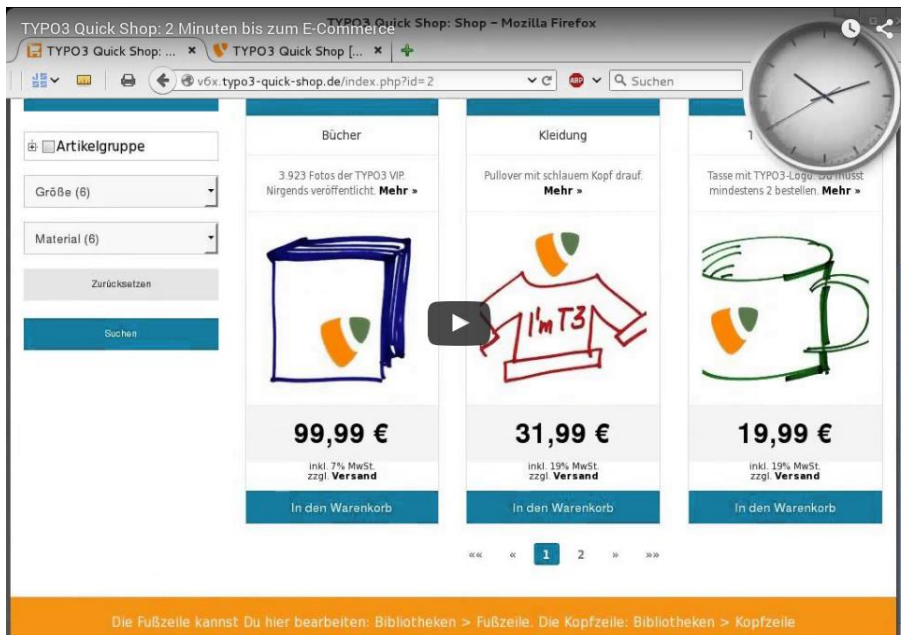 TYPO3 Quick Shop: Shop - Mozilla Firefox
TYPO3 Quick Shop: 2 Minuten bis zum E-Commerce
TYPO3 Quick Shop: ...
TYPO3 Quick Shop [...
v6x.typo3-quick-shop.de/index.php?id=2
ABP
Suchen
Artikelgruppe
Größe (6)
Material (6)
Zurücksetzen
Suchen
Bücher
3.923 Fotos der TYPO3 VIP.
Nirgends veröffentlicht. Mehr »
99,99 €
inkl. 7% MwSt.
zzgl. Versand
In den Warenkorb
Kleidung
Pullover mit schlauem Kopf drauf.
Mehr »
I'm T3
31,99 €
inkl. 19% MwSt.
zzgl. Versand
In den Warenkorb
Tasse mit TYPO3-Logo. Du musst
mindestens 2 bestellen. Mehr »
19,99 €
inkl. 19% MwSt.
zzgl. Versand
In den Warenkorb
«« « 1 2 » »»
Die Fußzeile kannst Du hier bearbeiten: Bibliotheken > Fußzeile. Die Kopfzeile: Bibliotheken > Kopfzeile